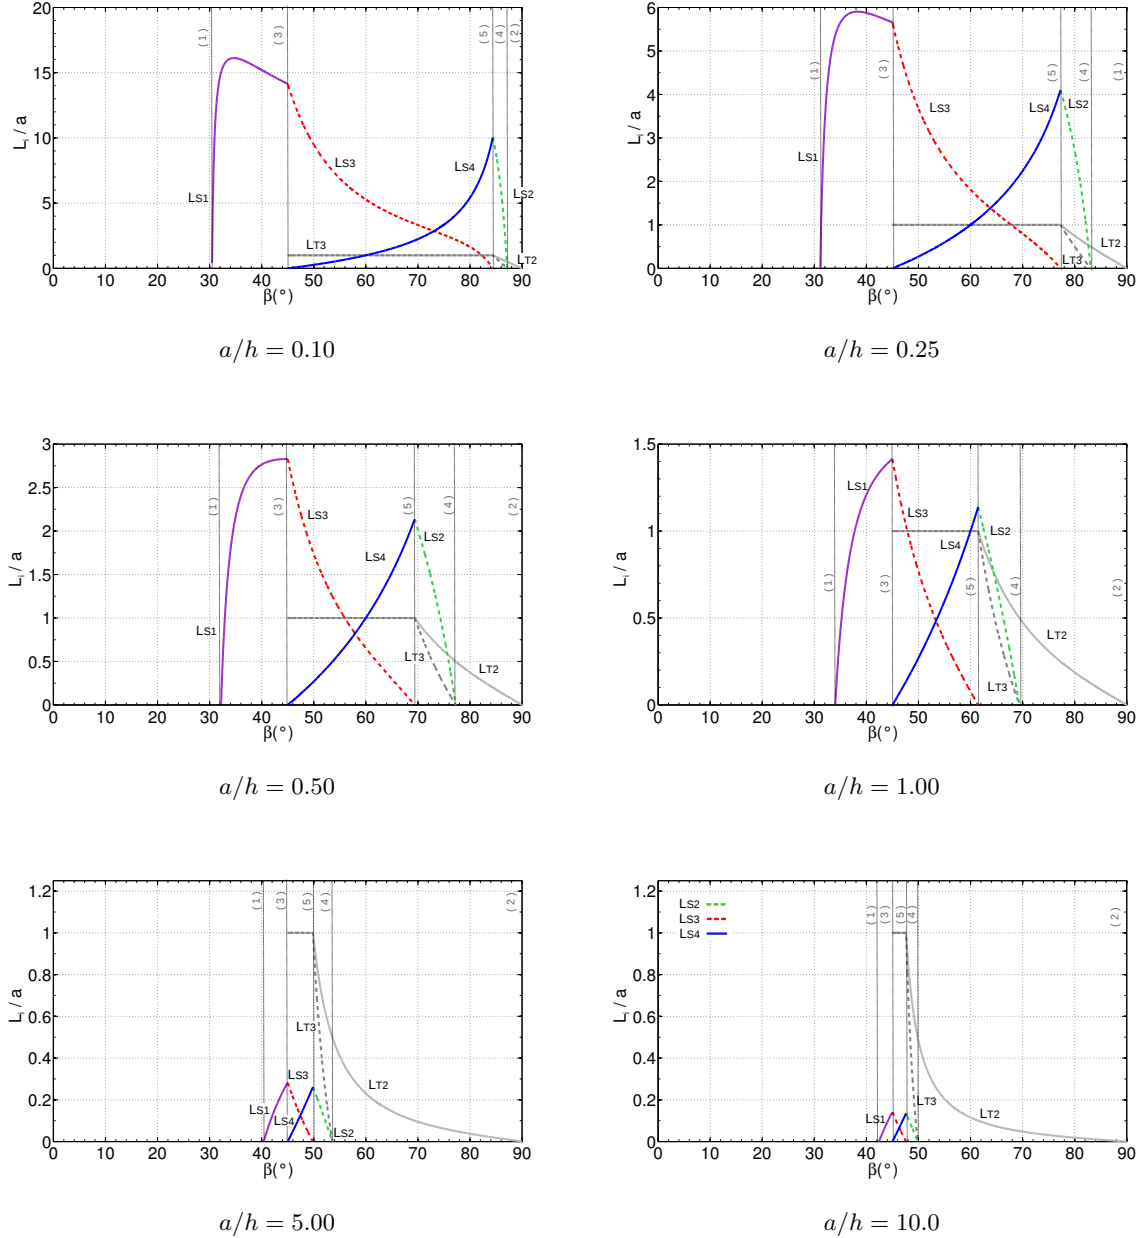 20
15
10
5
0
0 10 20 30 40 50 60 70 80 90
L_i / a
β(°)
(1) (3) (5) (4) (2)
LS1 LS3 LS4 LS2 LT3 LT2
a/h = 0.10
6
5
4
3
2
1
0
0 10 20 30 40 50 60 70 80 90
L_i / a
β(°)
(1) (3) (5) (4) (1)
LS1 LS3 LS4 LS2 LT3 LT2
a/h = 0.25
3
2.5
2
1.5
1
0.5
0
0 10 20 30 40 50 60 70 80 90
L_i / a
β(°)
(1) (3) (5) (4) (2)
LS1 LS3 LS4 LS2 LT3 LT2
a/h = 0.50
1.5
1
0.5
0
0 10 20 30 40 50 60 70 80 90
L_i / a
β(°)
(1) (3) (5) (4) (2)
LS1 LS3 LS4 LS2 LT3 LT2
a/h = 1.00
1.2
1
0.8
0.6
0.4
0.2
0
0 10 20 30 40 50 60 70 80 90
L_i / a
β(°)
(1) (3) (5) (4) (2)
LS1 LS3 LS4 LS2 LT3 LT2
a/h = 5.00
1.2
1
0.8
0.6
0.4
0.2
0
0 10 20 30 40 50 60 70 80 90
L_i / a
β(°)
(1) (3) (5) (4) (2)
LS2
LS3
LS4
LS1 LT3 LT2
a/h = 10.0